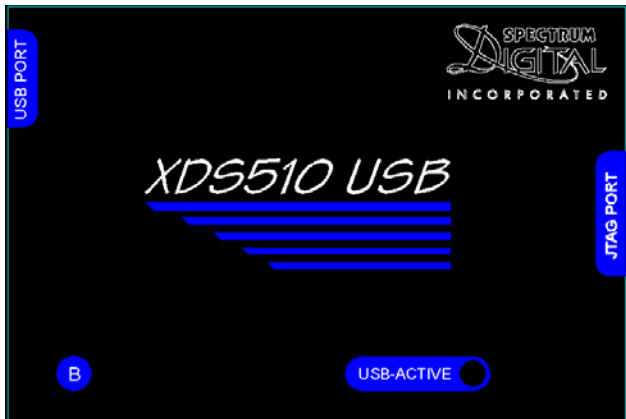 USB PORT
SPECTRUM
DIGITAL
INCORPORATED
XDS510 USB
JTAG PORT
B
USB-ACTIVE